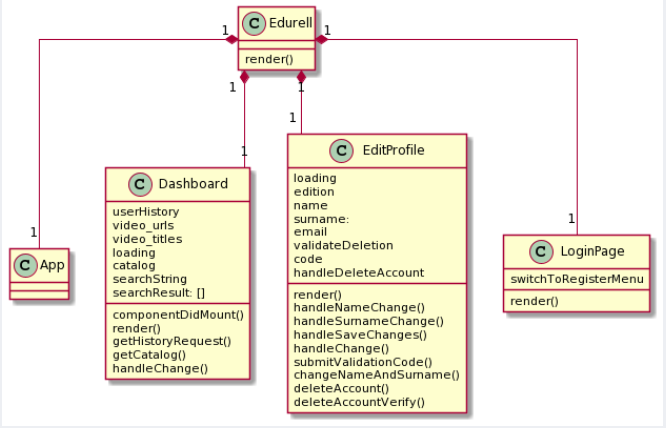 C Edurell
render()
1
1
1
1
1
1
1
1
C App
C Dashboard
userHistory
video_urls
video_titles
loading
catalog
searchString
searchResult: []
componentDidMount()
render()
getHistoryRequest()
getCatalog()
handleChange()
C EditProfile
loading
edition
name
surname:
email
validateDeletion
code
handleDeleteAccount
render()
handleNameChange()
handleSurnameChange()
handleSaveChanges()
handleChange()
submitValidationCode()
changeNameAndSurname()
deleteAccount()
deleteAccountVerify()
C LoginPage
switchToRegisterMenu
render()